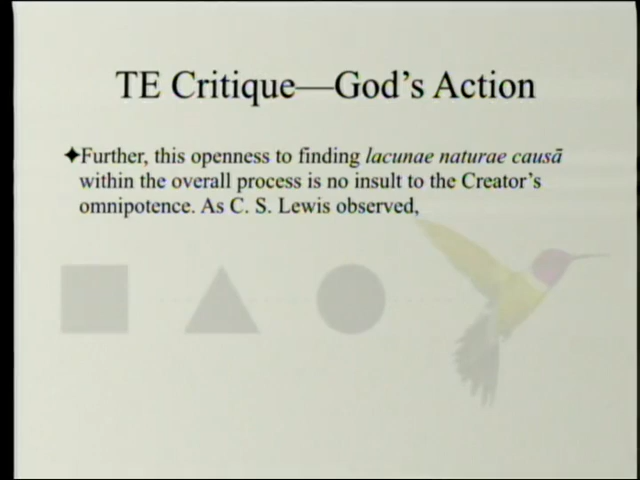 TE Critique—God's Action
✦Further, this openness to finding lacunae naturae causā
within the overall process is no insult to the Creator's
omnipotence. As C. S. Lewis observed,